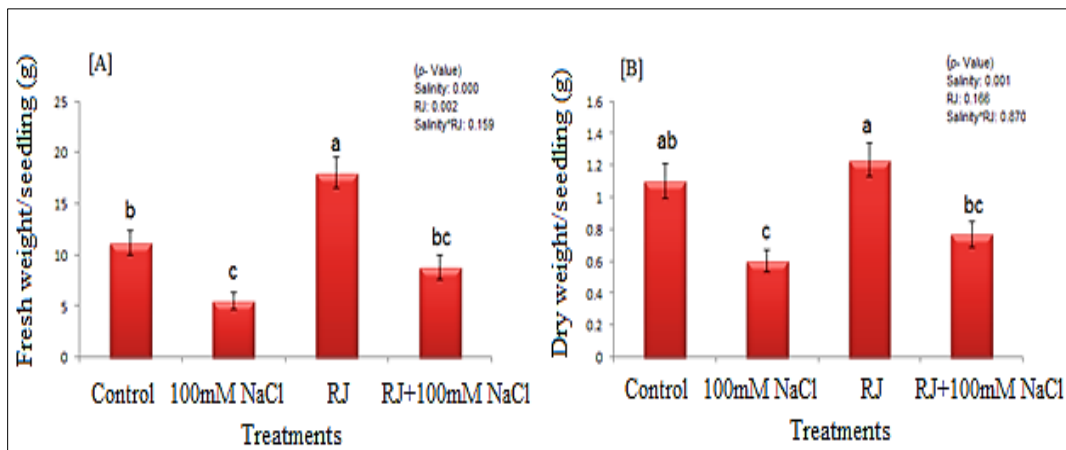 [A]
(p- Value)
Salinity: 0.000
RJ: 0.002
Salinity*RJ: 0.159
Fresh weight/seedling (g)
25
20
15
10
5
0
b
c
a
bc
Control 100mM NaCl RJ RJ+100mM NaCl
Treatments
[B]
(p- Value)
Salinity: 0.001
RJ: 0.166
Salinity*RJ: 0.870
Dry weight/seedling (g)
1.6
1.4
1.2
1
0.8
0.6
0.4
0.2
0
ab
c
a
bc
Control 100mM NaCl RJ RJ+100mM NaCl
Treatments